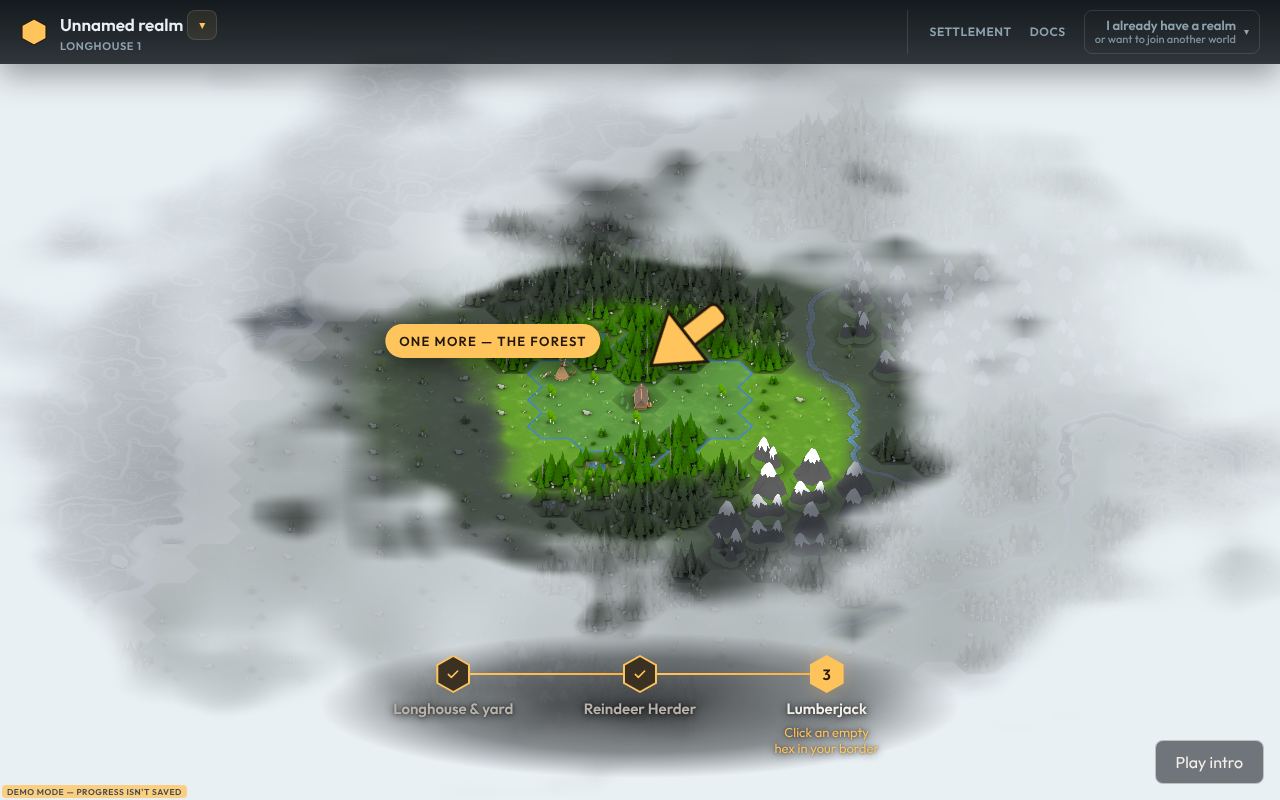 Unnamed realm
LONGHOUSE 1
SETTLEMENT
DOCS
I already have a realm
or want to join another world
ONE MORE — THE FOREST
3
Longhouse & yard
Reindeer Herder
Lumberjack
Click an empty
hex in your border
Play intro
DEMO MODE — PROGRESS ISN'T SAVED